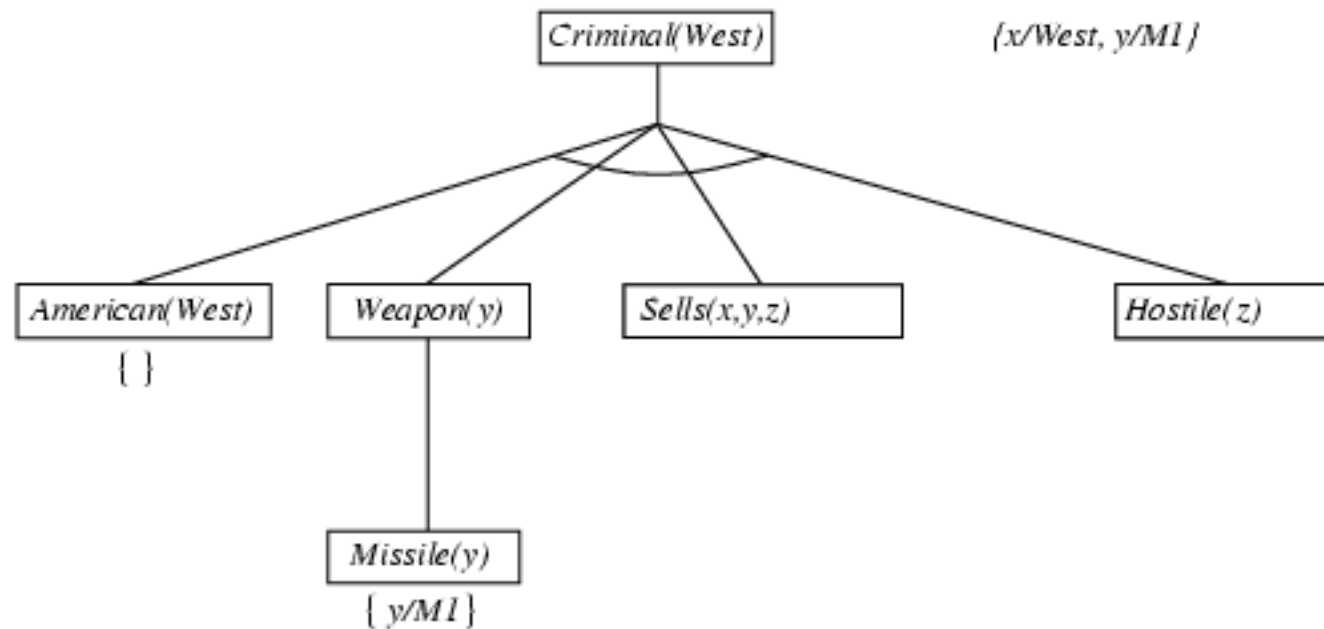 Criminal(West)
{x/West, y/M1}
American(West)
Weapon(y)
Sells(x,y,z)
Hostile(z)
{ }
Missile(y)
{ y/M1 }